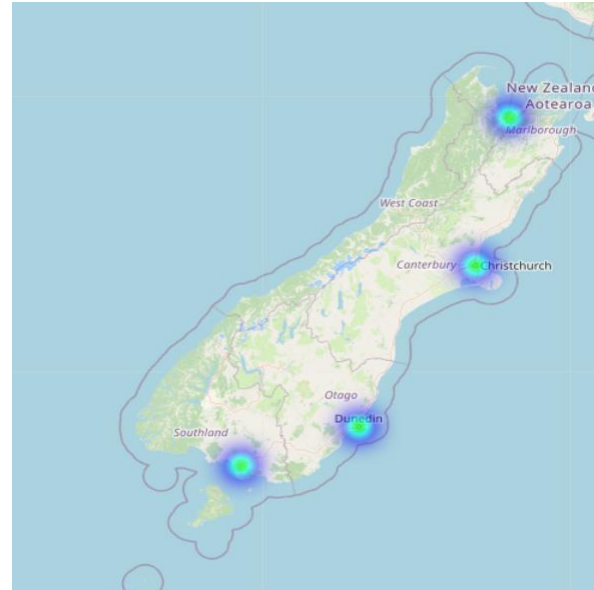 New Zealand
Aotearoa
Marlborough
West Coast
Canterbury
Christchurch
Otago
Dunedin
Southland